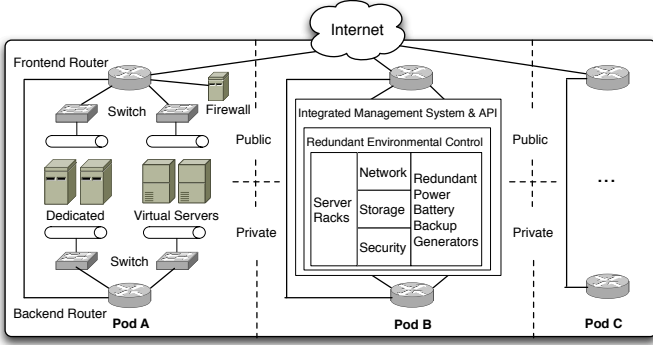 Internet
Frontend Router
Switch
Firewall
Public
Dedicated
Virtual Servers
Private
Switch
Backend Router
Pod A
Integrated Management System & API
Redundant Environmental Control
Server
Racks
Network
Storage
Security
Redundant
Power
Battery
Backup
Generators
Pod B
Public
Private
...
Pod C